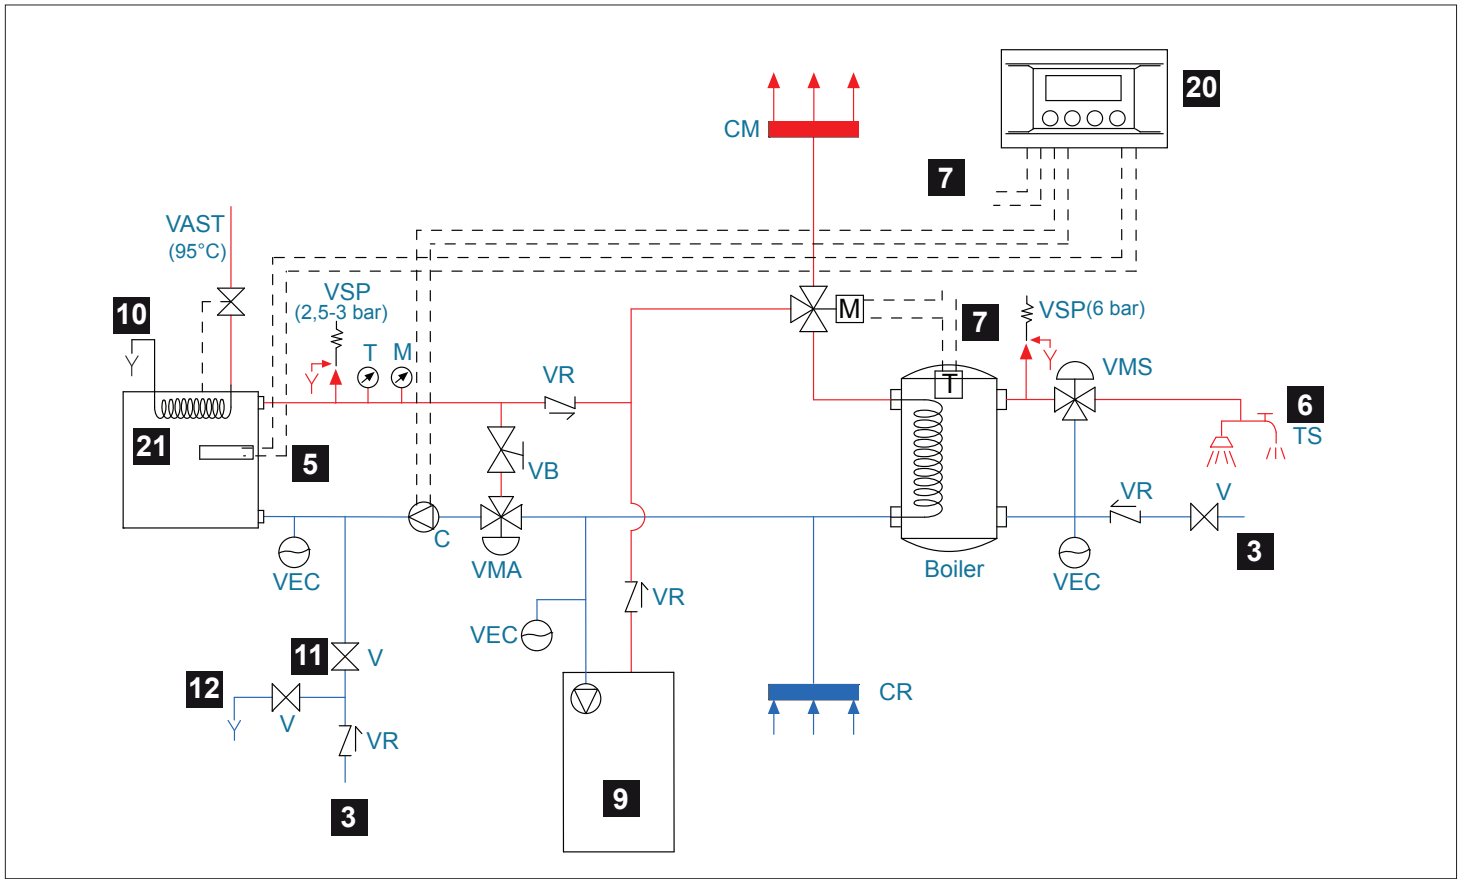 20
CM
7
VAST
(95°C)
VSP
(2,5-3 bar)
10
T
M
M
7
VSP (6 bar)
VMS
VR
T
6
TS
21
5
VB
VR
V
C
VMA
3
VEC
Boiler
VEC
VR
VEC
11
V
12
V
CR
VR
9
3